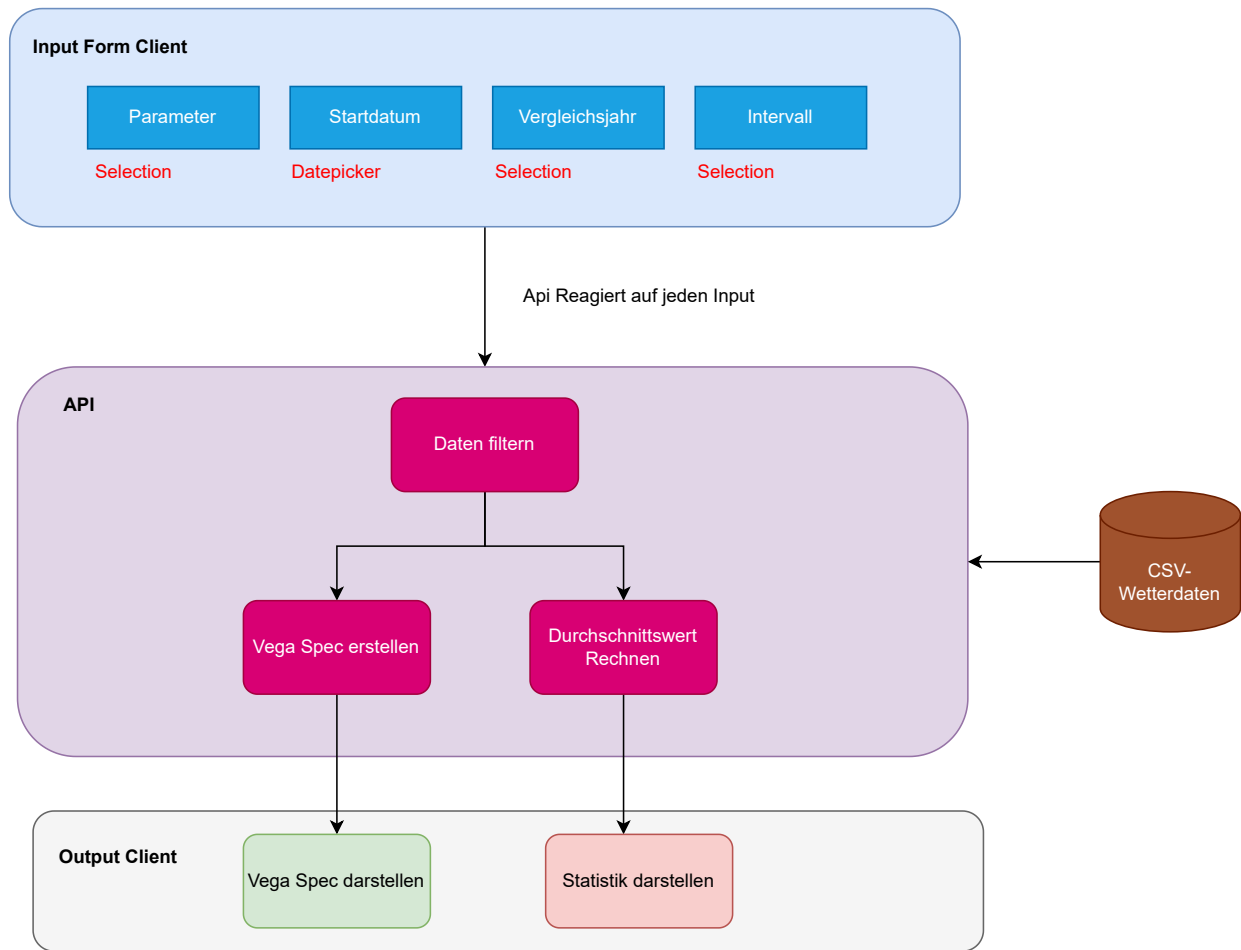 Input Form Client
Parameter
Startdatum
Vergleichsjahr
Intervall
Selection
Datepicker
Selection
Selection
Api Reagiert auf jeden Input
API
Daten filtern
CSV-
Wetterdaten
Vega Spec erstellen
Durchschnittswert
Rechnen
Output Client
Vega Spec darstellen
Statistik darstellen